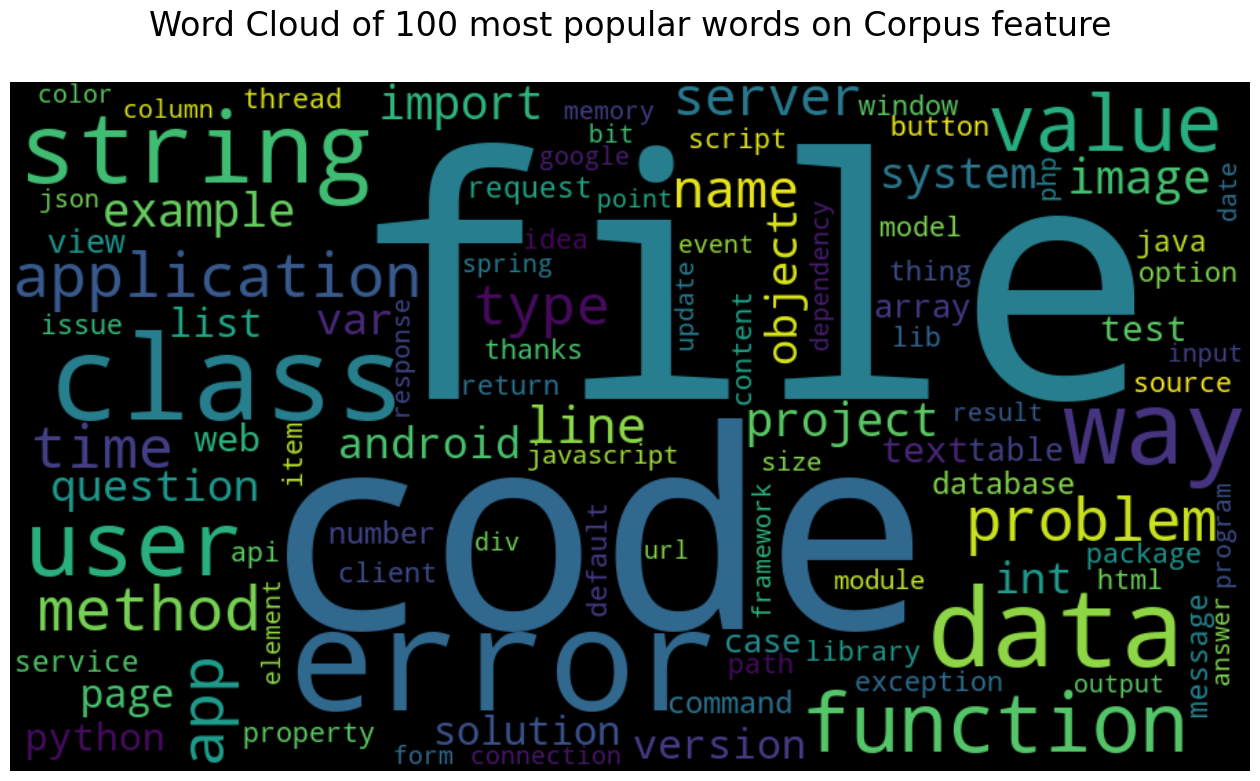 Word Cloud of 100 most popular words on Corpus feature
color
column
thread
import
memory
server
window
value
string
bit
script
button
google
json
example
request
point
name
system
php
image
date
view
idea
event
object
dependency
model
java
application
spring
type
update
thing
option
issue
list
var
response
thanks
content
array
lib
test
input
class
return
source
time
web
item
android
file
line
javascript
project
result
way
question
size
text
table
database
user
api
number
client
code
div
default
url
framework
module
problem
package
program
int
html
method
element
error
data
message
answer
service
page
app
case
path
library
exception
output
python
property
form
solution
connection
command
version
function